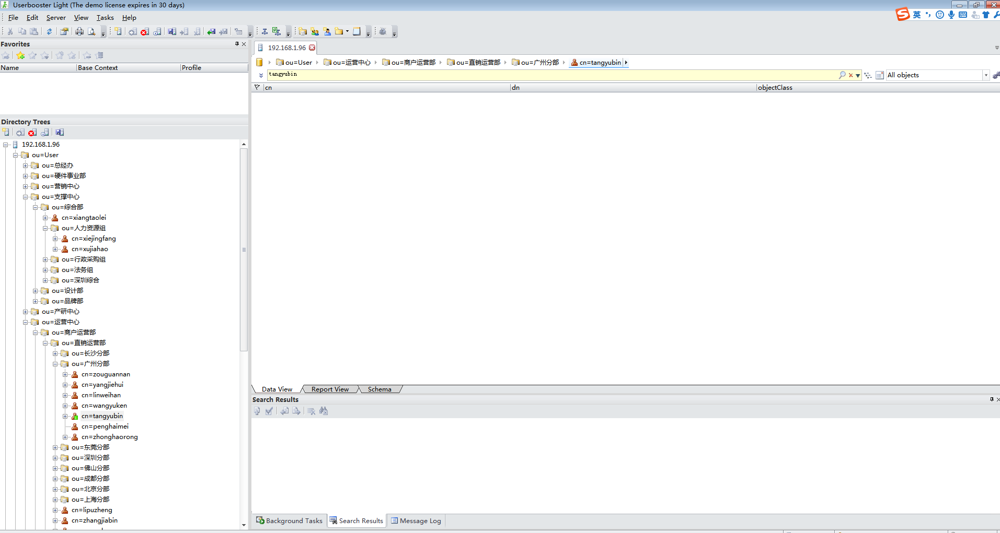 Userbooster Light (The demo license expires in 30 days)
File Edit Server View Tasks Help
英
Favorites
Name Base Context Profile
192.168.1.96
ou=User ou=运营中心 ou=商户运营部 ou=直销运营部 ou=广州分部 cn=tangyubin
tangyubin
All objects
cn dn objectClass
Directory Trees
192.168.1.96
ou=User
ou=总经办
ou=硬件事业部
ou=营销中心
ou=支撑中心
ou=综合部
cn=xiangtaolei
ou=人力资源组
cn=xiejingfang
cn=xujiahao
ou=行政采购组
ou=法务组
ou=深圳综合
ou=设计部
ou=品牌部
ou=产研中心
ou=运营中心
ou=商户运营部
ou=直销运营部
ou=长沙分部
ou=广州分部
cn=zouguannan
cn=yangjiehui
cn=linweihan
cn=wangyuken
cn=tangyubin
cn=penghaimei
cn=zhonghaorong
ou=东莞分部
ou=深圳分部
ou=佛山分部
ou=成都分部
ou=北京分部
ou=上海分部
cn=lipuzheng
cn=zhangjiabin
Data View Report View Schema
Search Results
Background Tasks Search Results Message Log